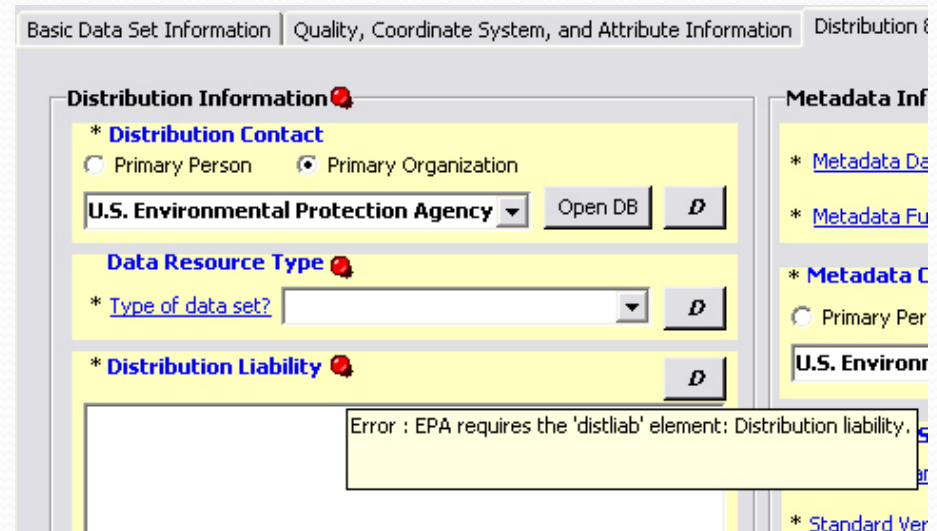 Basic Data Set Information Quality, Coordinate System, and Attribute Information Distribution &
Distribution Information
* Distribution Contact
Primary Person Primary Organization
U.S. Environmental Protection Agency Open DB D
Data Resource Type
* Type of data set? D
* Distribution Liability D
Error : EPA requires the 'distlib' element: Distribution liability.
Metadata Inf
* Metadata Da
* Metadata Fu
* Metadata C
Primary Per
U.S. Environr
* Standard Ver